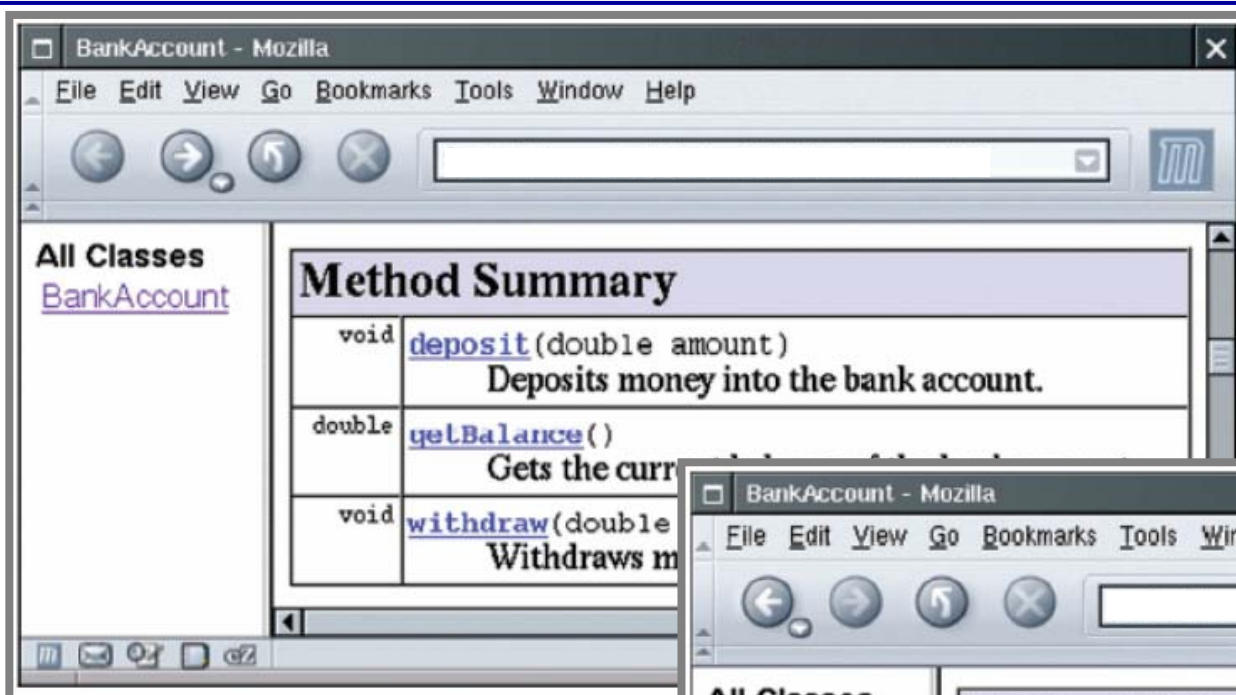 BankAccount - Mozilla
File Edit View Go Bookmarks Tools Window Help
All Classes
BankAccount
Method Summary
void deposit(double amount)
Deposits money into the bank account.
double getBalance()
Gets the
void withdraw(double
Withdraws
BankAccount - Mozilla
File Edit View Go Bookmarks Tools
All Classes